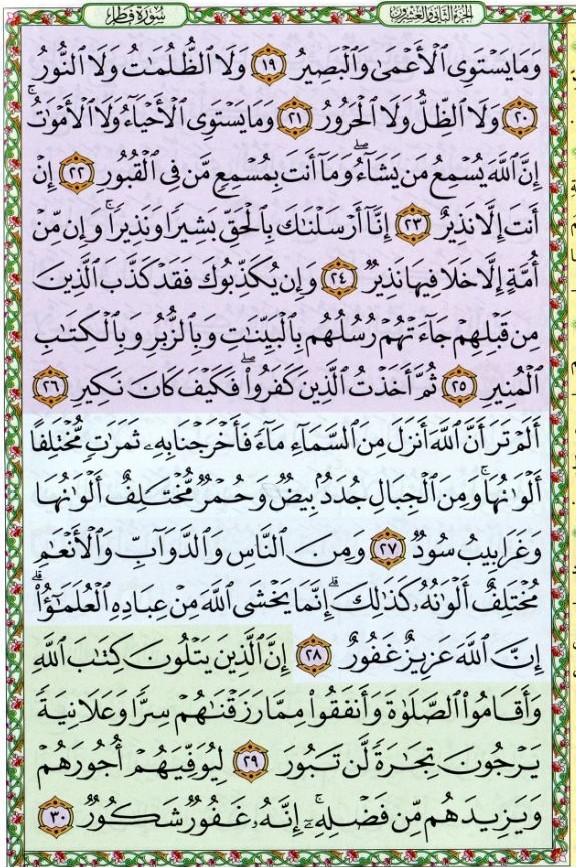 سورة فاطر
الجزء الثاني والعشرون
وَمَا يَسْتَوِى ٱلْأَعْمَىٰ وَٱلْبَصِيرُ ١٩ وَلَا ٱلظُّلُمَٰتُ وَلَا ٱلنُّورُ
٢٠ وَلَا ٱلظِّلُّ وَلَا ٱلْحَرُورُ ٢١ وَمَا يَسْتَوِى ٱلْأَحْيَآءُ وَلَا ٱلْأَمْوَٰتُۚ
إِنَّ ٱللَّهَ يُسْمِعُ مَن يَشَآءُۖ وَمَآ أَنتَ بِمُسْمِعٍ مَّن فِى ٱلْقُبُورِ ٢٢ إِنْ
أَنتَ إِلَّا نَذِيرٌ ٢٣ إِنَّآ أَرْسَلْنَٰكَ بِٱلْحَقِّ بَشِيرًا وَنَذِيرًاۚ وَإِن مِّنْ
أُمَّةٍ إِلَّا خَلَا فِيهَا نَذِيرٌ ٢٤ وَإِن يُكَذِّبُوكَ فَقَدْ كَذَّبَ ٱلَّذِينَ
مِن قَبْلِهِمْ جَآءَتْهُمْ رُسُلُهُم بِٱلْبَيِّنَٰتِ وَبِٱلزُّبُرِ وَبِٱلْكِتَٰبِ
ٱلْمُنِيرِ ٢٥ ثُمَّ أَخَذْتُ ٱلَّذِينَ كَفَرُوا۟ۖ فَكَيْفَ كَانَ نَكِيرِ ٢٦
أَلَمْ تَرَ أَنَّ ٱللَّهَ أَنزَلَ مِنَ ٱلسَّمَآءِ مَآءً فَأَخْرَجْنَا بِهِۦ ثَمَرَٰتٍ مُّخْتَلِفًا
أَلْوَٰنُهَاۚ وَمِنَ ٱلْجِبَالِ جُدَدٌۢ بِيضٌ وَحُمْرٌ مُّخْتَلِفٌ أَلْوَٰنُهَا
وَغَرَابِيبُ سُودٌ ٢٧ وَمِنَ ٱلنَّاسِ وَٱلدَّوَآبِّ وَٱلْأَنْعَٰمِ
مُخْتَلِفٌ أَلْوَٰنُهُۥ كَذَٰلِكَۗ إِنَّمَا يَخْشَى ٱللَّهَ مِنْ عِبَادِهِ ٱلْعُلَمَٰٓؤُا۟ۗ
إِنَّ ٱللَّهَ عَزِيزٌ غَفُورٌ ٢٨ إِنَّ ٱلَّذِينَ يَتْلُونَ كِتَٰبَ ٱللَّهِ
وَأَقَامُوا۟ ٱلصَّلَوٰةَ وَأَنفَقُوا۟ مِمَّا رَزَقْنَٰهُمْ سِرًّا وَعَلَانِيَةً
يَرْجُونَ تِجَٰرَةً لَّن تَبُورَ ٢٩ لِيُوَفِّيَهُمْ أُجُورَهُمْ
وَيَزِيدَهُم مِّن فَضْلِهِۦٓۚ إِنَّهُۥ غَفُورٌ شَكُورٌ ٣٠